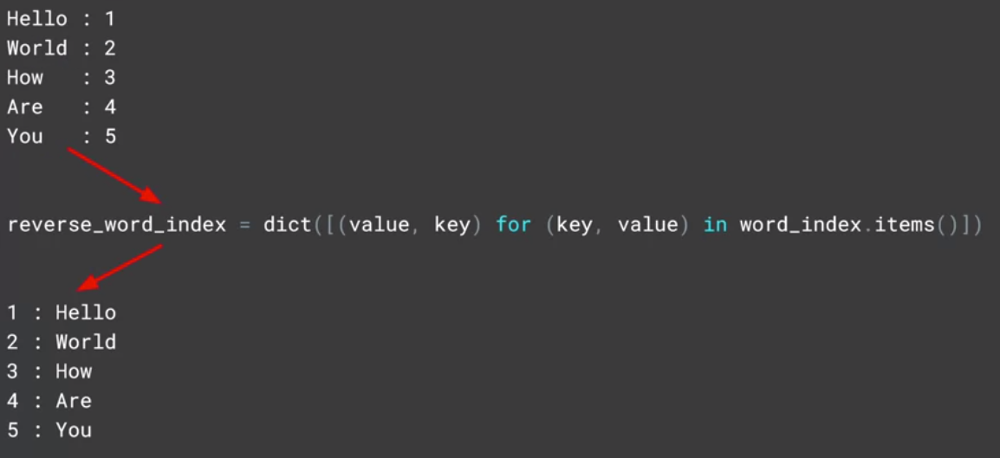 Hello : 1
World : 2
How   : 3
Are   : 4
You   : 5
reverse_word_index = dict([(value, key) for (key, value) in word_index.items()])
1 : Hello
2 : World
3 : How
4 : Are
5 : You